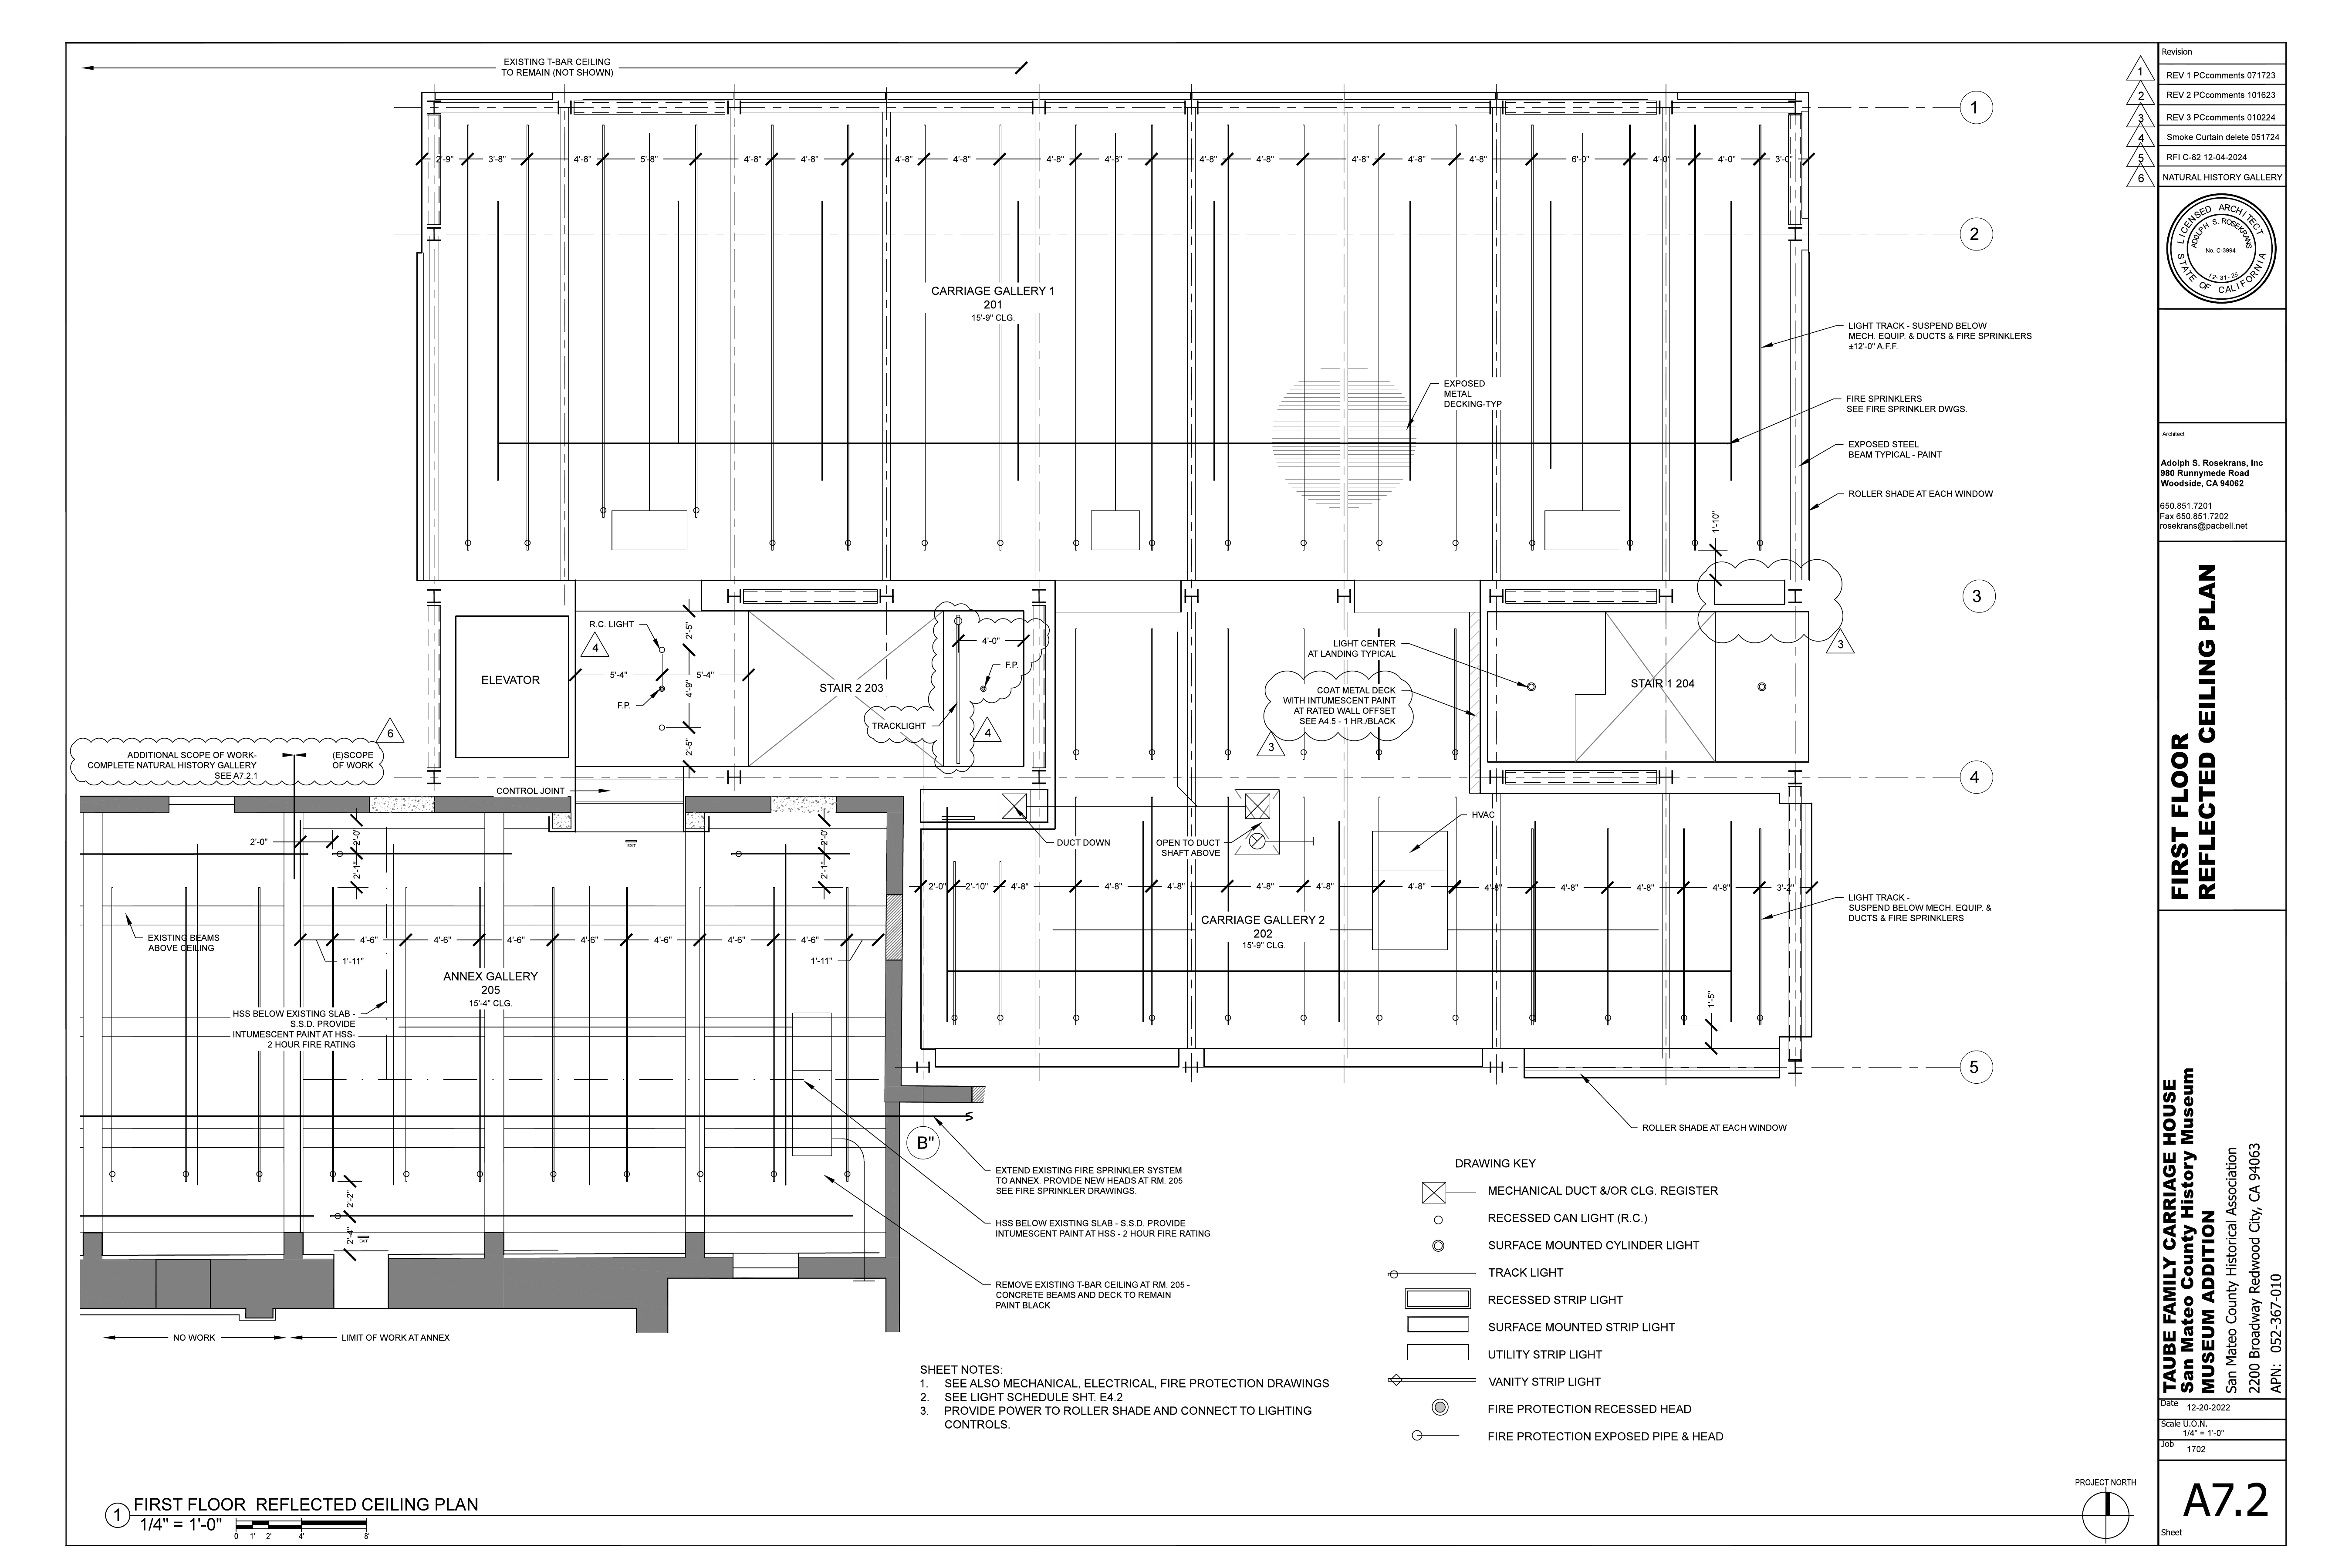 EXISTING T-BAR CEILING
TO REMAIN (NOT SHOWN)
1
2
3
4
5
2'-9"
3'-8"
4'-8"
5'-8"
4'-8"
4'-8"
4'-8"
4'-8"
4'-8"
4'-8"
4'-8"
4'-8"
4'-8"
4'-8"
4'-8"
6'-0"
4'-0"
4'-0"
3'-0"
CARRIAGE GALLERY 1
201
15'-9" CLG.
LIGHT TRACK - SUSPEND BELOW
MECH. EQUIP. & DUCTS & FIRE SPRINKLERS
±12'-0" A.F.F.
EXPOSED
METAL
DECKING-TYP
FIRE SPRINKLERS
SEE FIRE SPRINKLER DWGS.
EXPOSED STEEL
BEAM TYPICAL - PAINT
ROLLER SHADE AT EACH WINDOW
1'-10"
R.C. LIGHT
4
2'-5"
4'-0"
F.P.
LIGHT CENTER
AT LANDING TYPICAL
3
ELEVATOR
5'-4"
5'-4"
4'-9"
STAIR 2 203
STAIR 1 204
F.P.
COAT METAL DECK
WITH INTUMESCENT PAINT
AT RATED WALL OFFSET
SEE A4.5 - 1 HR./BLACK
TRACKLIGHT
4
3
2'-5"
6
ADDITIONAL SCOPE OF WORK-
COMPLETE NATURAL HISTORY GALLERY
SEE A7.2.1
(E)SCOPE
OF WORK
CONTROL JOINT
2'-0"
2'-0"
2'-1"
2'-0"
2'-1"
EXIT
DUCT DOWN
OPEN TO DUCT
SHAFT ABOVE
HVAC
2'-0"
2'-10"
4'-8"
4'-8"
4'-8"
4'-8"
4'-8"
4'-8"
4'-8"
4'-8"
4'-8"
4'-8"
3'-2"
LIGHT TRACK -
SUSPEND BELOW MECH. EQUIP. &
DUCTS & FIRE SPRINKLERS
CARRIAGE GALLERY 2
202
15'-9" CLG.
EXISTING BEAMS
ABOVE CEILING
4'-6"
4'-6"
4'-6"
4'-6"
4'-6"
4'-6"
4'-6"
1'-11"
1'-11"
ANNEX GALLERY
205
15'-4" CLG.
HSS BELOW EXISTING SLAB -
S.S.D. PROVIDE
INTUMESCENT PAINT AT HSS-
2 HOUR FIRE RATING
1'-5"
B"
ROLLER SHADE AT EACH WINDOW
EXTEND EXISTING FIRE SPRINKLER SYSTEM
TO ANNEX. PROVIDE NEW HEADS AT RM. 205
SEE FIRE SPRINKLER DRAWINGS.
HSS BELOW EXISTING SLAB - S.S.D. PROVIDE
INTUMESCENT PAINT AT HSS - 2 HOUR FIRE RATING
REMOVE EXISTING T-BAR CEILING AT RM. 205 -
CONCRETE BEAMS AND DECK TO REMAIN
PAINT BLACK
2'-2"
2'-4"
EXIT
NO WORK
LIMIT OF WORK AT ANNEX
DRAWING KEY
MECHANICAL DUCT &/OR CLG. REGISTER
RECESSED CAN LIGHT (R.C.)
SURFACE MOUNTED CYLINDER LIGHT
TRACK LIGHT
RECESSED STRIP LIGHT
SURFACE MOUNTED STRIP LIGHT
UTILITY STRIP LIGHT
VANITY STRIP LIGHT
FIRE PROTECTION RECESSED HEAD
FIRE PROTECTION EXPOSED PIPE & HEAD
SHEET NOTES:
1. SEE ALSO MECHANICAL, ELECTRICAL, FIRE PROTECTION DRAWINGS
2. SEE LIGHT SCHEDULE SHT. E4.2
3. PROVIDE POWER TO ROLLER SHADE AND CONNECT TO LIGHTING
CONTROLS.
1
FIRST FLOOR REFLECTED CEILING PLAN
1/4" = 1'-0"
0 1' 2' 4' 8'
PROJECT NORTH
Revision
1 REV 1 PCcomments 071723
2 REV 2 PCcomments 101623
3 REV 3 PCcomments 010224
4 Smoke Curtain delete 051724
5 RFI C-82 12-04-2024
6 NATURAL HISTORY GALLERY
LICENSED ARCHITECT
ADOLPH S. ROSEKRANS
No. C-3994
12-31-25
STATE OF CALIFORNIA
Architect
Adolph S. Rosekrans, Inc
980 Runnymede Road
Woodside, CA 94062
650.851.7201
Fax 650.851.7202
rosekrans@pacbell.net
FIRST FLOOR
REFLECTED CEILING PLAN
TAUBE FAMILY CARRIAGE HOUSE
San Mateo County History Museum
MUSEUM ADDITION
San Mateo County Historical Association
2200 Broadway Redwood City, CA 94063
APN: 052-367-010
Date
12-20-2022
Scale U.O.N.
1/4" = 1'-0"
Job
1702
A7.2
Sheet